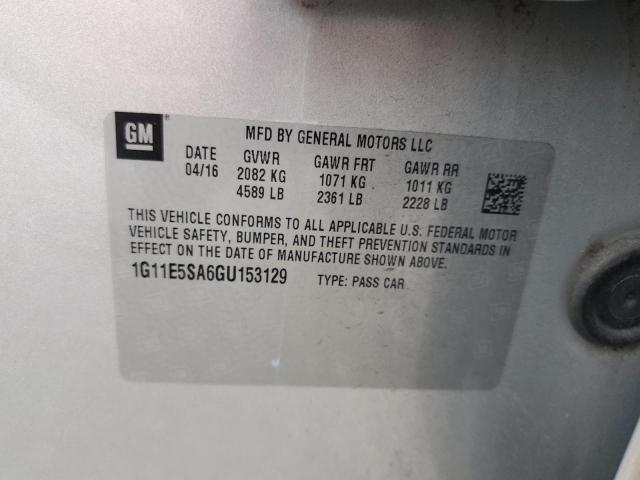 GM
MFD BY GENERAL MOTORS LLC
DATE GVWR GAWR FRT GAWR RR
04/16 2082 KG 1071 KG 1011 KG
4589 LB 2361 LB 2228 LB
THIS VEHICLE CONFORMS TO ALL APPLICABLE U.S. FEDERAL MOTOR
VEHICLE SAFETY, BUMPER, AND THEFT PREVENTION STANDARDS IN
EFFECT ON THE DATE OF MANUFACTURE SHOWN ABOVE.
1G11E5SA6GU153129 TYPE: PASS CAR